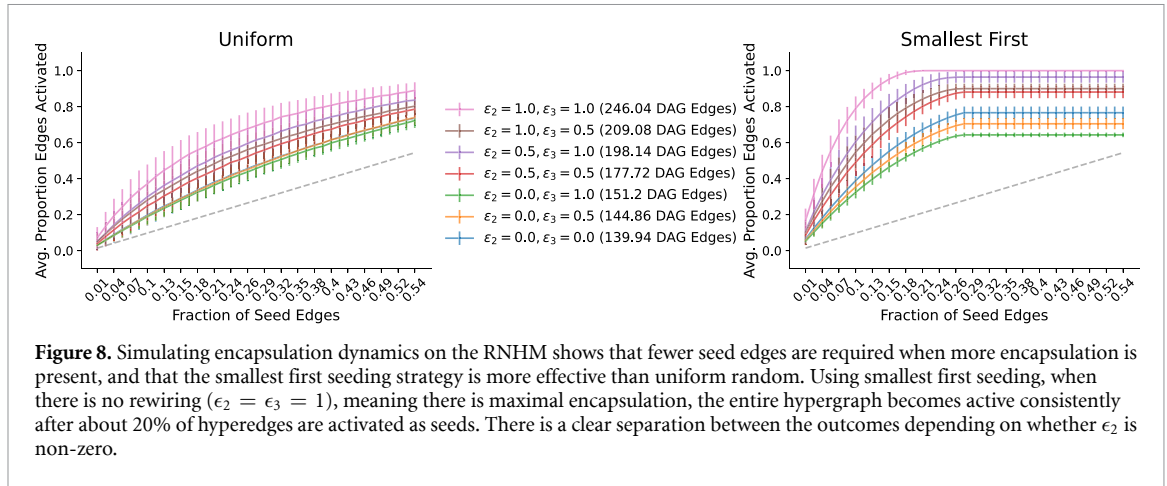 Uniform
Avg. Proportion Edges Activated
1.0
0.8
0.6
0.4
0.2
0.0
0.01 0.04 0.07 0.1 0.13 0.15 0.18 0.21 0.24 0.26 0.29 0.32 0.35 0.38 0.4 0.43 0.46 0.49 0.52 0.54
Fraction of Seed Edges
ε₂ = 1.0, ε₃ = 1.0 (246.04 DAG Edges)
ε₂ = 1.0, ε₃ = 0.5 (209.08 DAG Edges)
ε₂ = 0.5, ε₃ = 1.0 (198.14 DAG Edges)
ε₂ = 0.5, ε₃ = 0.5 (177.72 DAG Edges)
ε₂ = 0.0, ε₃ = 1.0 (151.2 DAG Edges)
ε₂ = 0.0, ε₃ = 0.5 (144.86 DAG Edges)
ε₂ = 0.0, ε₃ = 0.0 (139.94 DAG Edges)
Smallest First
Avg. Proportion Edges Activated
1.0
0.8
0.6
0.4
0.2
0.0
0.01 0.04 0.07 0.1 0.13 0.15 0.18 0.21 0.24 0.26 0.29 0.32 0.35 0.38 0.4 0.43 0.46 0.49 0.52 0.54
Fraction of Seed Edges
Figure 8. Simulating encapsulation dynamics on the RNHM shows that fewer seed edges are required when more encapsulation is
present, and that the smallest first seeding strategy is more effective than uniform random. Using smallest first seeding, when
there is no rewiring (ϵ₂ = ϵ₃ = 1), meaning there is maximal encapsulation, the entire hypergraph becomes active consistently
after about 20% of hyperedges are activated as seeds. There is a clear separation between the outcomes depending on whether ϵ₂ is
non-zero.